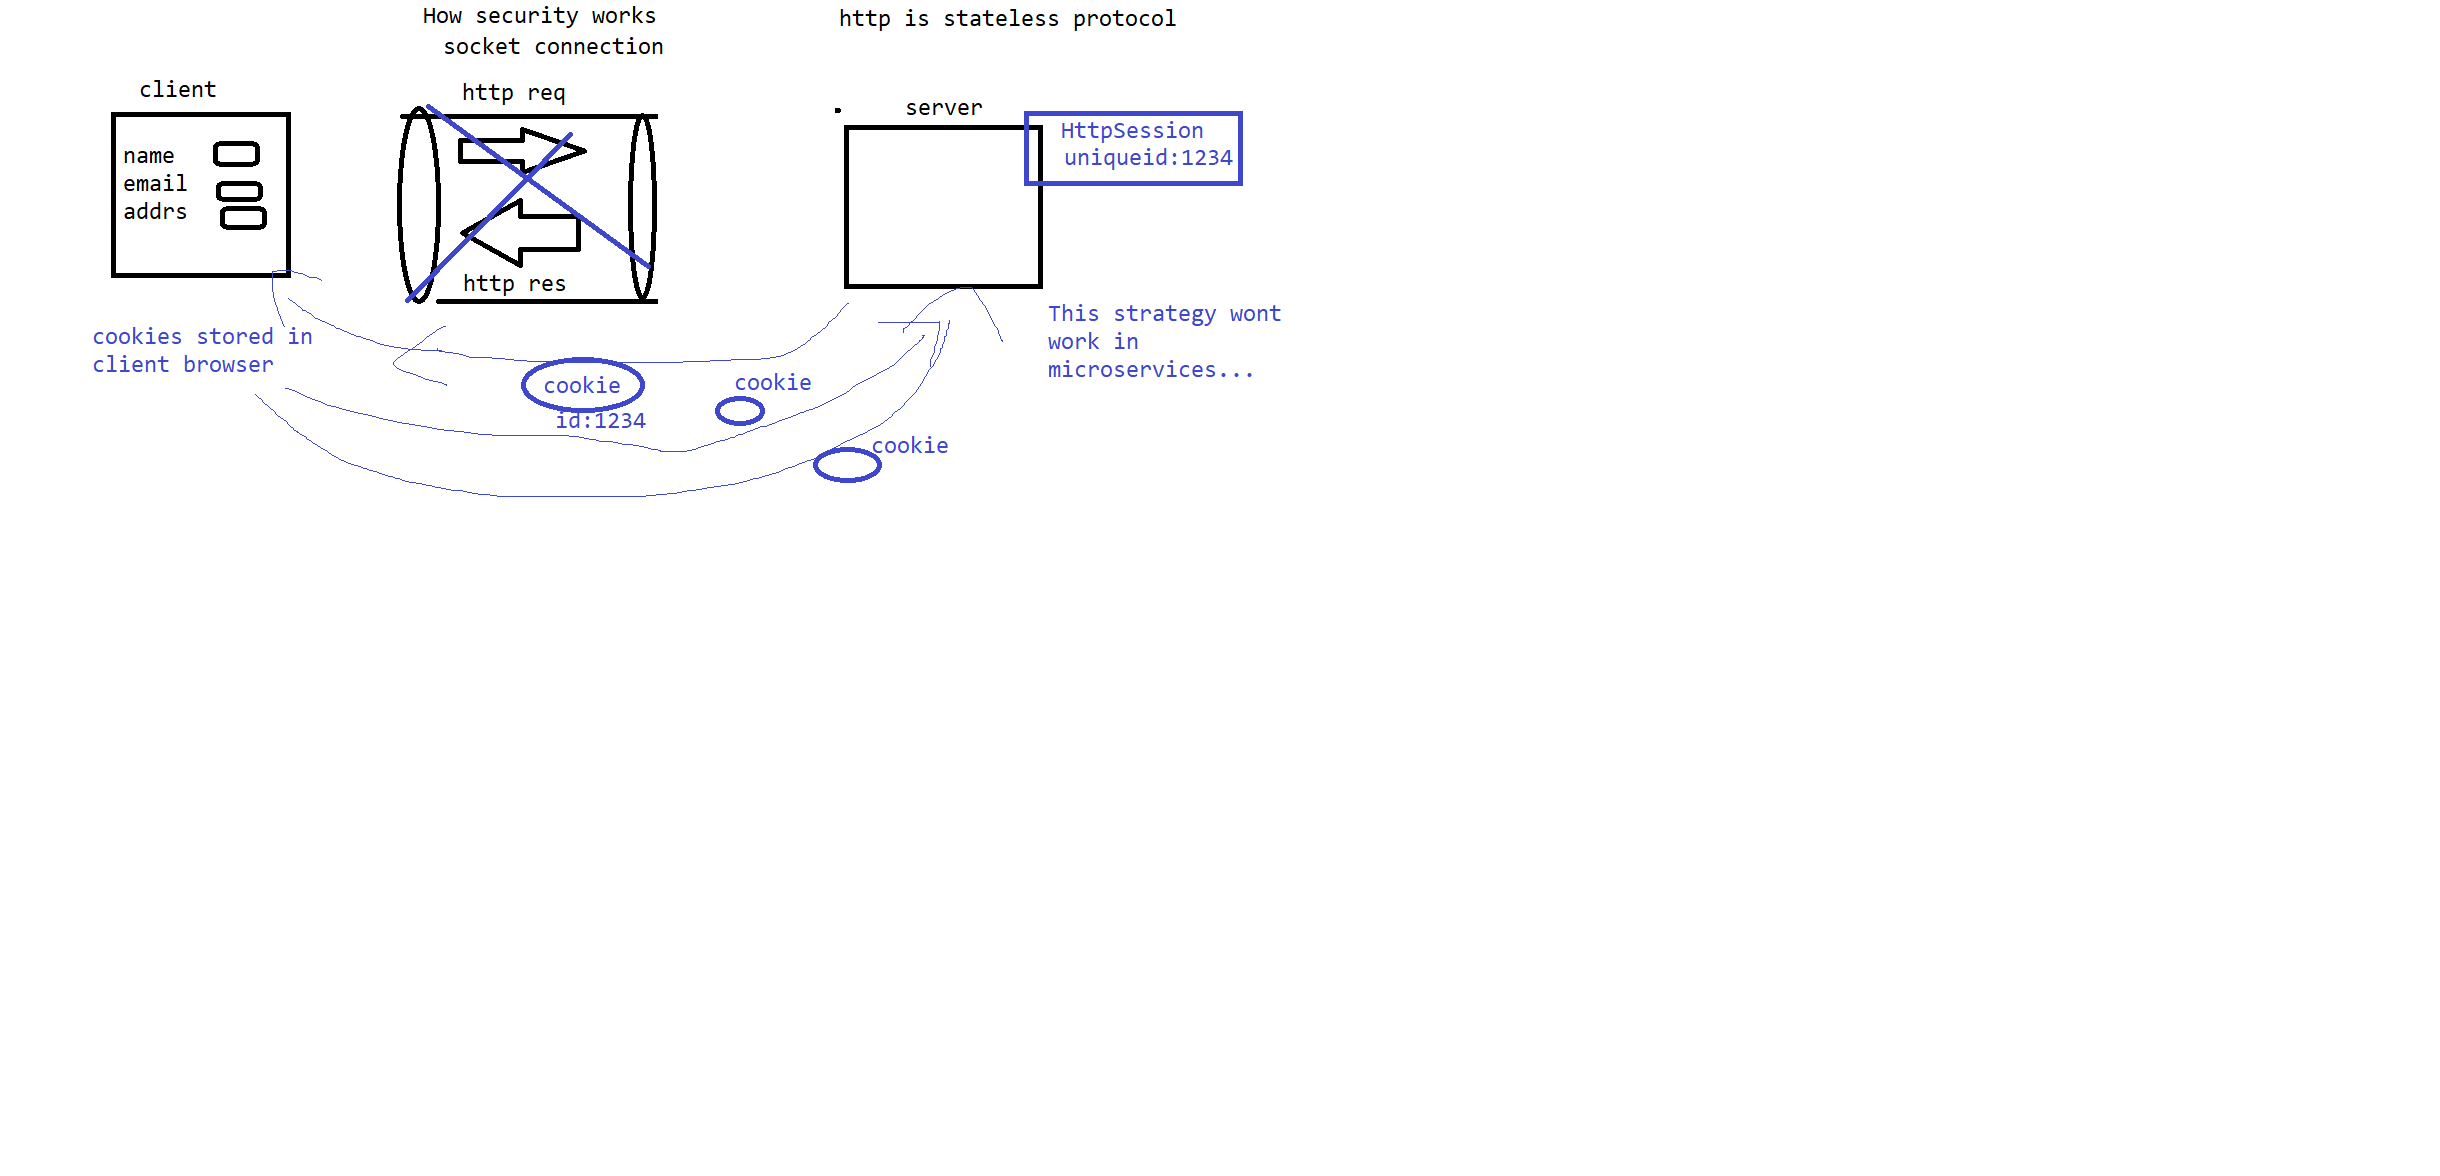 How security works
socket connection
http is stateless protocol
client
http req
server
HttpSession
uniqueid:1234
name
email
addrs
http res
This strategy wont
work in
microservices...
cookies stored in
client browser
cookie
id:1234
cookie
cookie